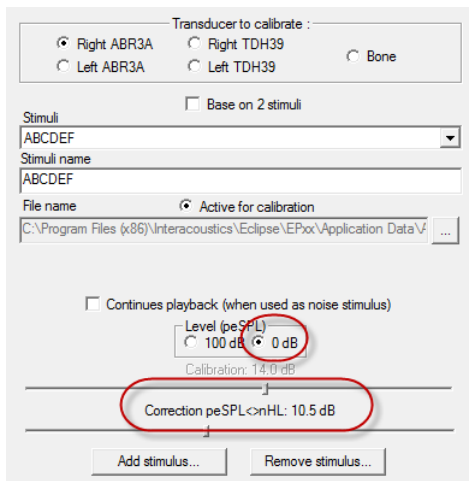 Transducer to calibrate :
Right ABR3A Right TDH39
Bone
Left ABR3A Left TDH39
Base on 2 stimuli
Stimuli
ABCDEF
Stimuli name
ABCDEF
File name Active for calibration
C:\Program Files (x86)\Interacoustics\Eclipse\EPxx\Application Data\ ...
Continues playback (when used as noise stimulus)
Level (peSPL)
100 dB 0 dB
Calibration: 14.0 dB
Correction peSPL<>nHL: 10.5 dB
Add stimulus... Remove stimulus...